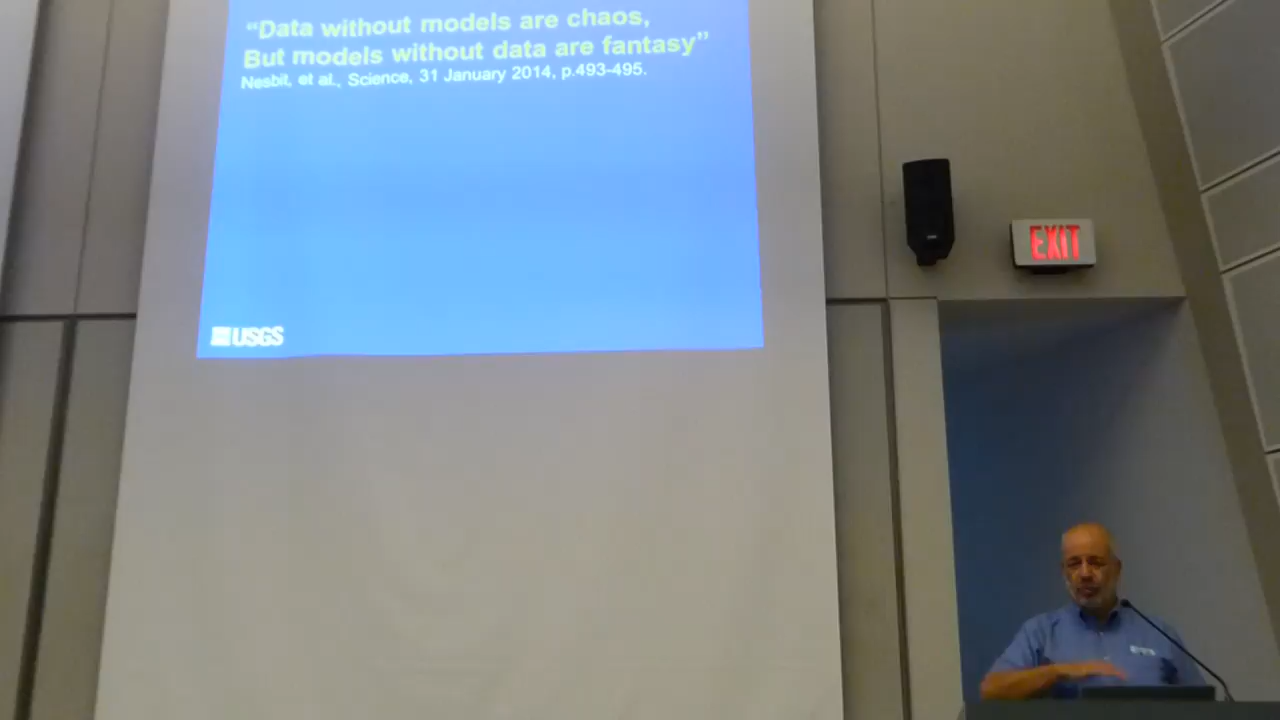 “Data without models are chaos,
But models without data are fantasy”
Nesbit, et al., Science, 31 January 2014, p.493-495.
USGS
EXIT